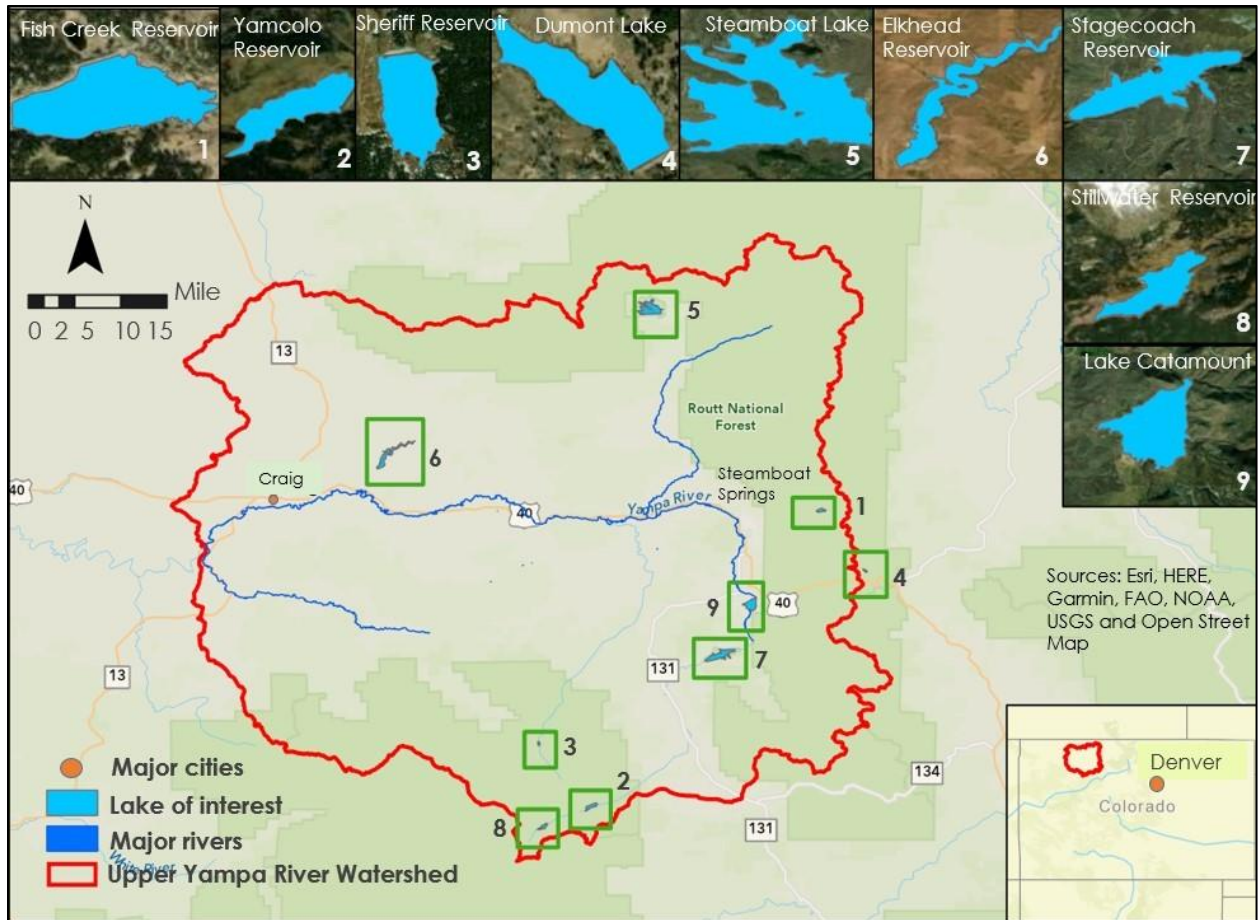 Fish Creek Reservoir
1
Yamcolo
Reservoir
2
Sheriff Reservoir
3
Dumont Lake
4
Steamboat Lake
5
Elkhead
Reservoir
6
Stagecoach
Reservoir
7
Stillwater Reservoir
8
Lake Catamount
9
N
Mile
0 2 5 10 15
13
5
Routt National
Forest
6
Craig
40
40
Yampa River
Steamboat
Springs
1
4
9
40
7
131
13
3
2
8
134
131
White River
Sources: Esri, HERE,
Garmin, FAO, NOAA,
USGS and Open Street
Map
Major cities
Lake of interest
Major rivers
Upper Yampa River Watershed
Denver
Colorado